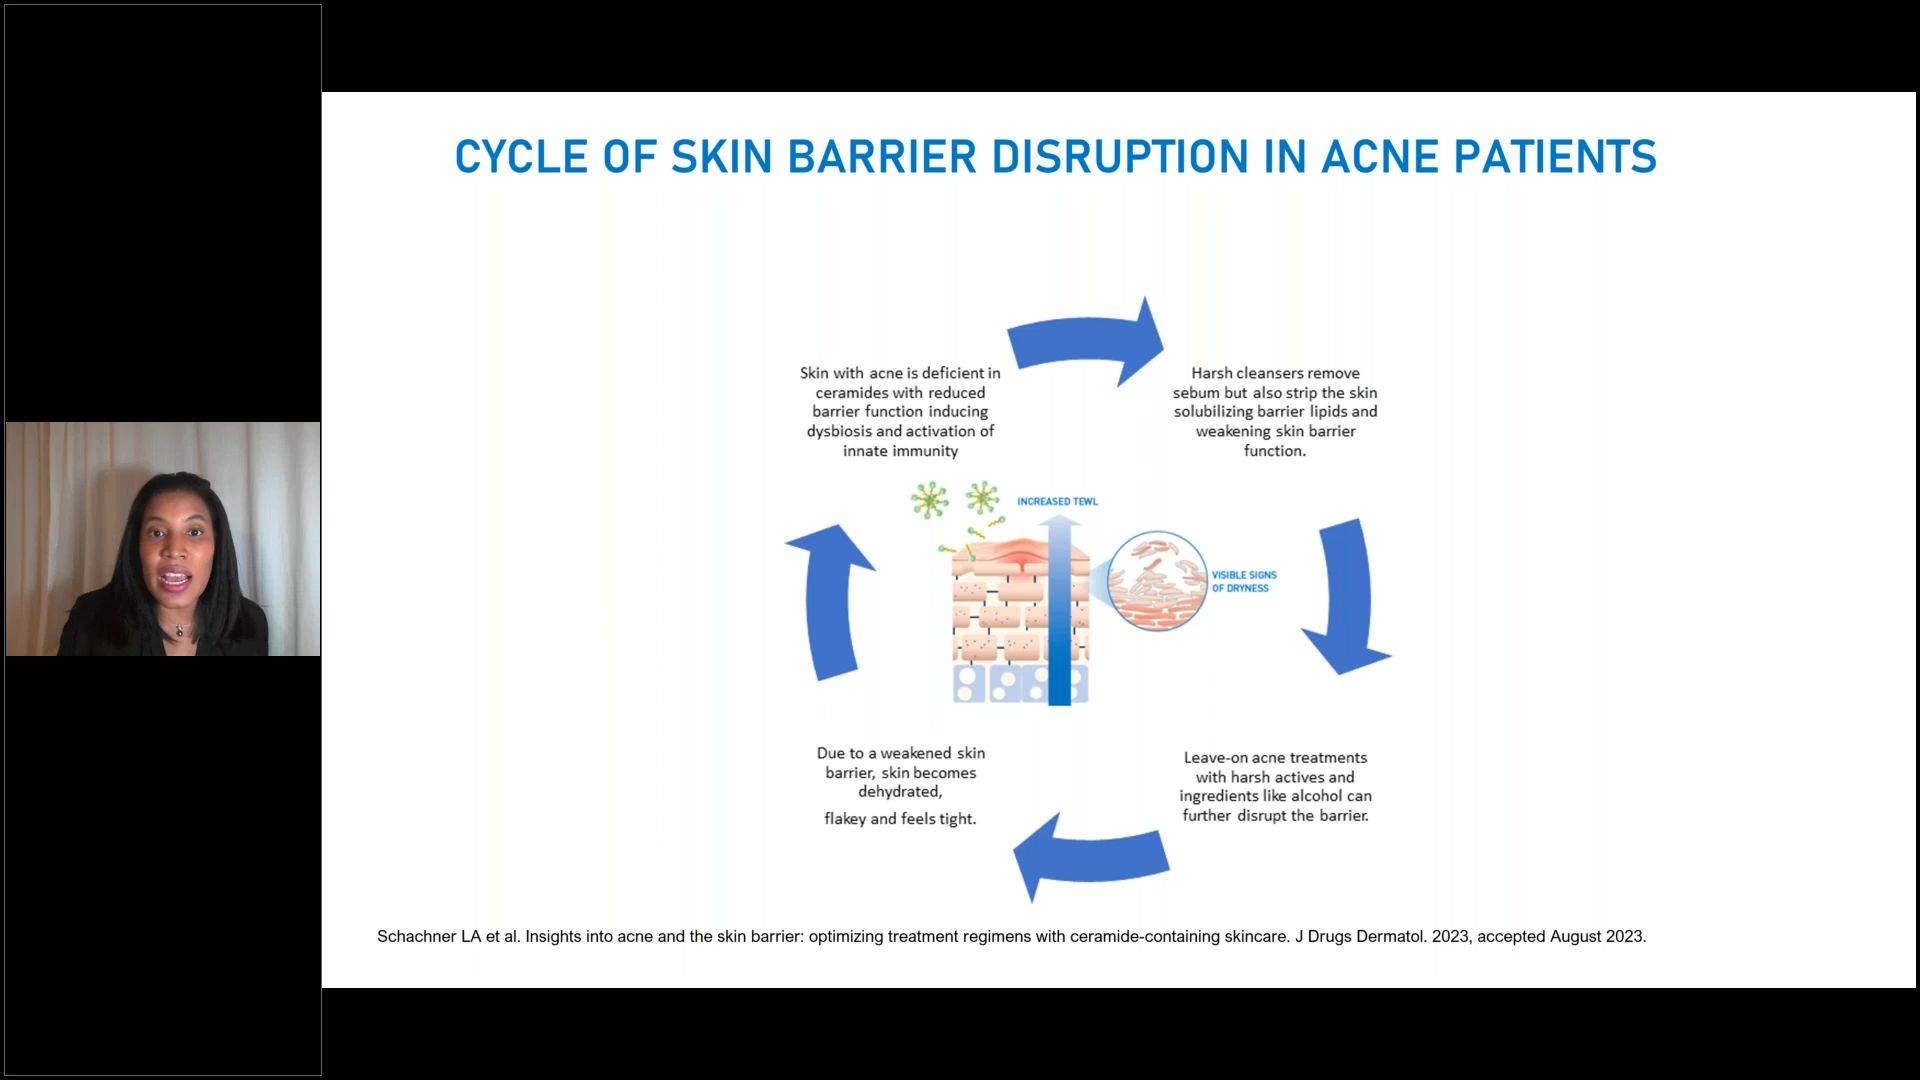 CYCLE OF SKIN BARRIER DISRUPTION IN ACNE PATIENTS
Skin with acne is deficient in
ceramides with reduced
barrier function inducing
dysbiosis and activation of
innate immunity
Harsh cleansers remove
sebum but also strip the skin
solubilizing barrier lipids and
weakening skin barrier
function.
INCREASED TEWL
VISIBLE SIGNS
OF DRYNESS
Due to a weakened skin
barrier, skin becomes
dehydrated,
flakey and feels tight.
Leave-on acne treatments
with harsh actives and
ingredients like alcohol can
further disrupt the barrier.
Schachner LA et al. Insights into acne and the skin barrier: optimizing treatment regimens with ceramide-containing skincare. J Drugs Dermatol. 2023, accepted August 2023.